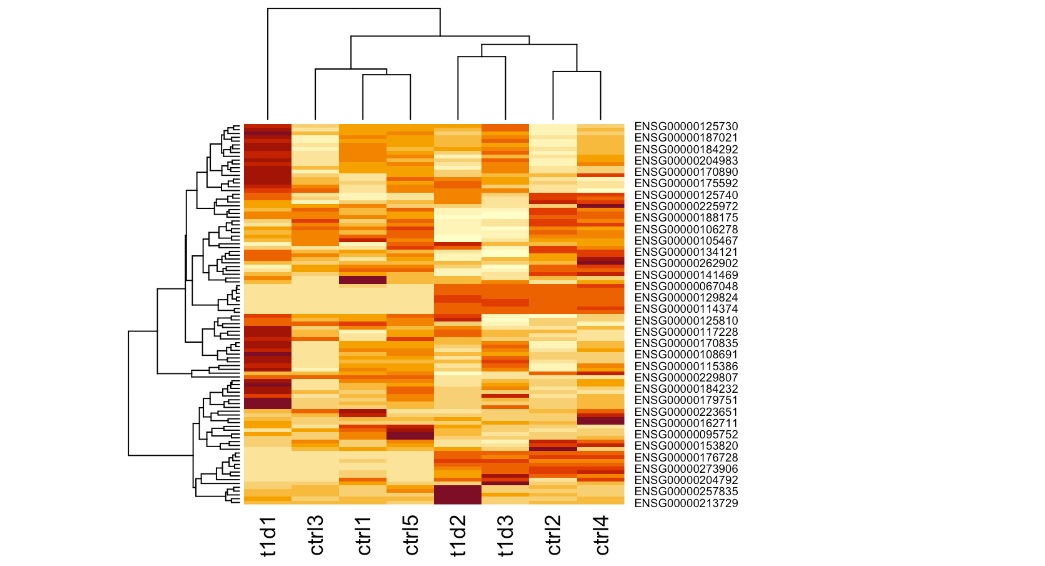 ENSG00000125730
ENSG00000187021
ENSG00000184292
ENSG00000204983
ENSG00000170890
ENSG00000175592
ENSG00000125740
ENSG00000225972
ENSG00000188175
ENSG00000106278
ENSG00000105467
ENSG00000134121
ENSG00000262902
ENSG00000141469
ENSG00000067048
ENSG00000129824
ENSG00000114374
ENSG00000125810
ENSG00000117228
ENSG00000170835
ENSG00000108691
ENSG00000115386
ENSG00000229807
ENSG00000184232
ENSG00000179751
ENSG00000223651
ENSG00000162711
ENSG00000095752
ENSG00000153820
ENSG00000176728
ENSG00000273906
ENSG00000204792
ENSG00000257835
ENSG00000213729
t1d1
ctrl3
ctrl1
ctrl5
t1d2
t1d3
ctrl2
ctrl4